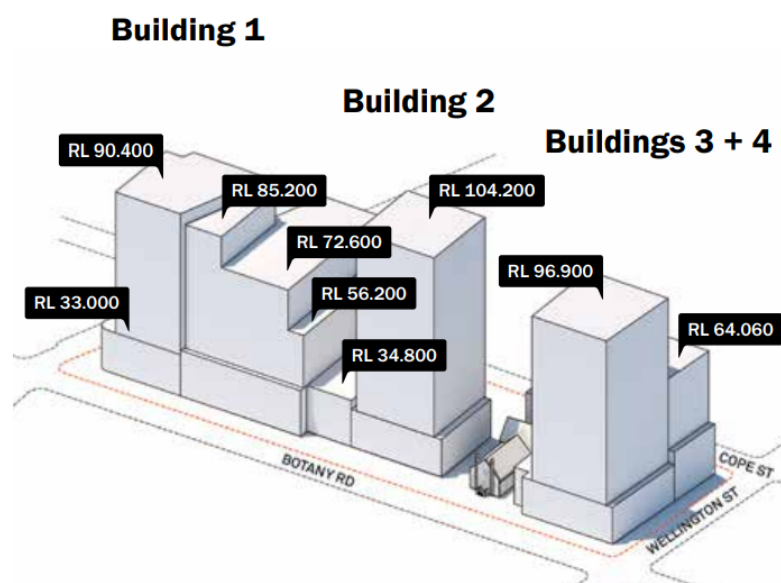 Building 1
Building 2
Buildings 3 + 4
RL 90.400
RL 85.200
RL 104.200
RL 72.600
RL 96.900
RL 56.200
RL 33.000
RL 64.060
RL 34.800
BOTANY RD
COPE ST
WELLINGTON ST